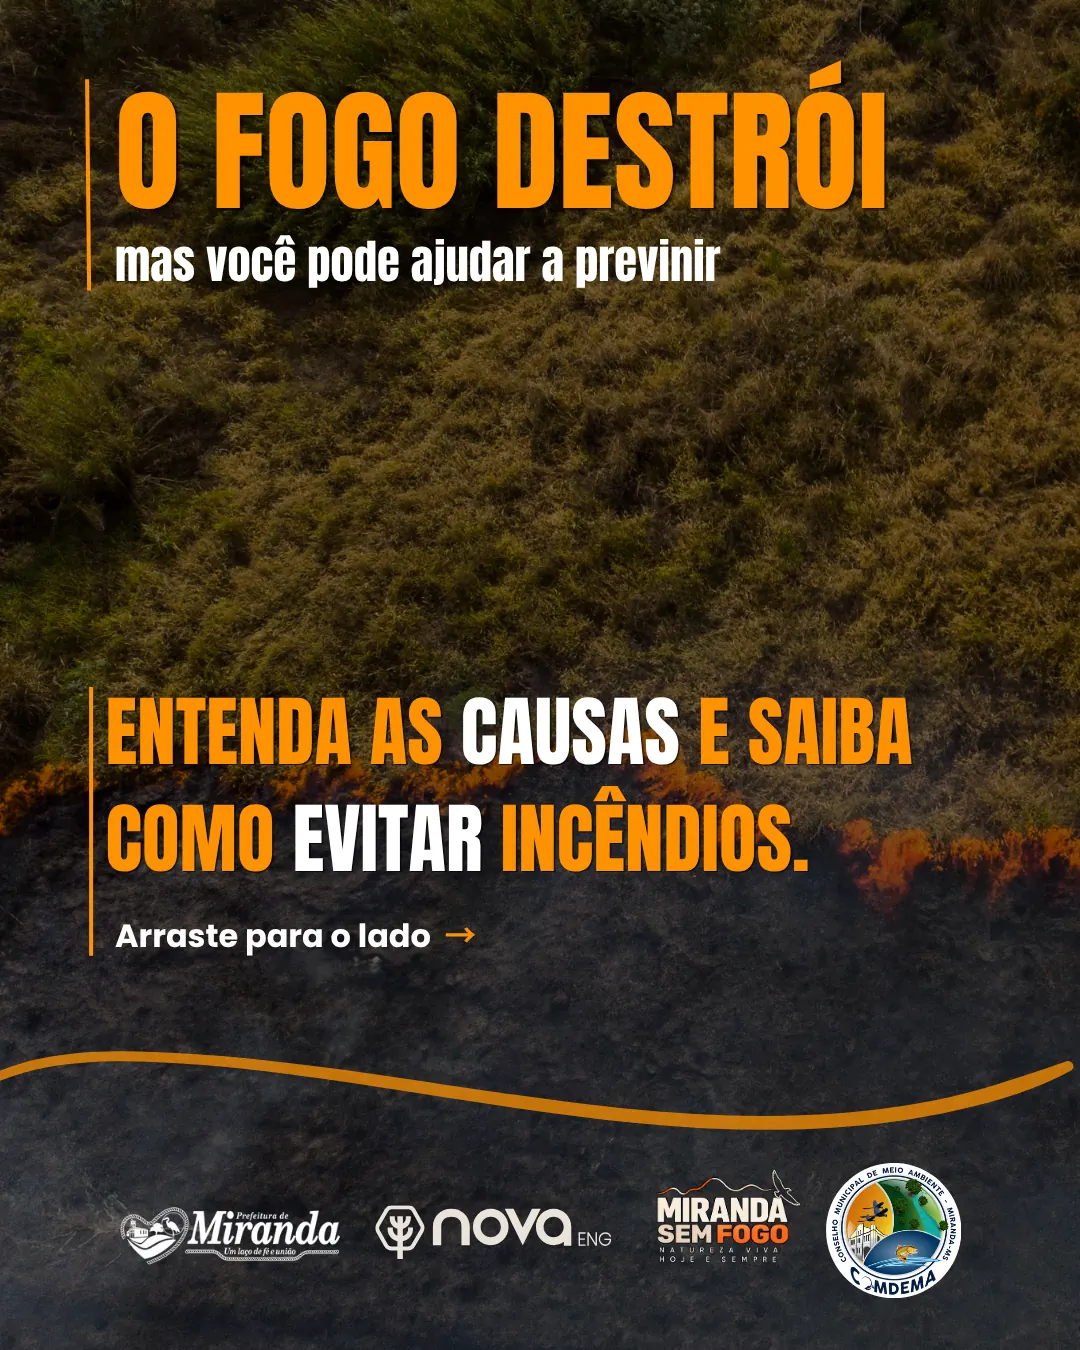 O FOGO DESTRÓI
mas você pode ajudar a previnir
ENTENDA AS CAUSAS E SAIBA
COMO EVITAR INCÊNDIOS.
Arraste para o lado →
Prefeitura de
Miranda
Um laço de fé e união
nova ENG
MIRANDA
SEM FOGO
NATUREZA VIVA
HOJE E SEMPRE
CONSELHO MUNICIPAL DE MEIO AMBIENTE - MIRANDA-MS
COMDEMA